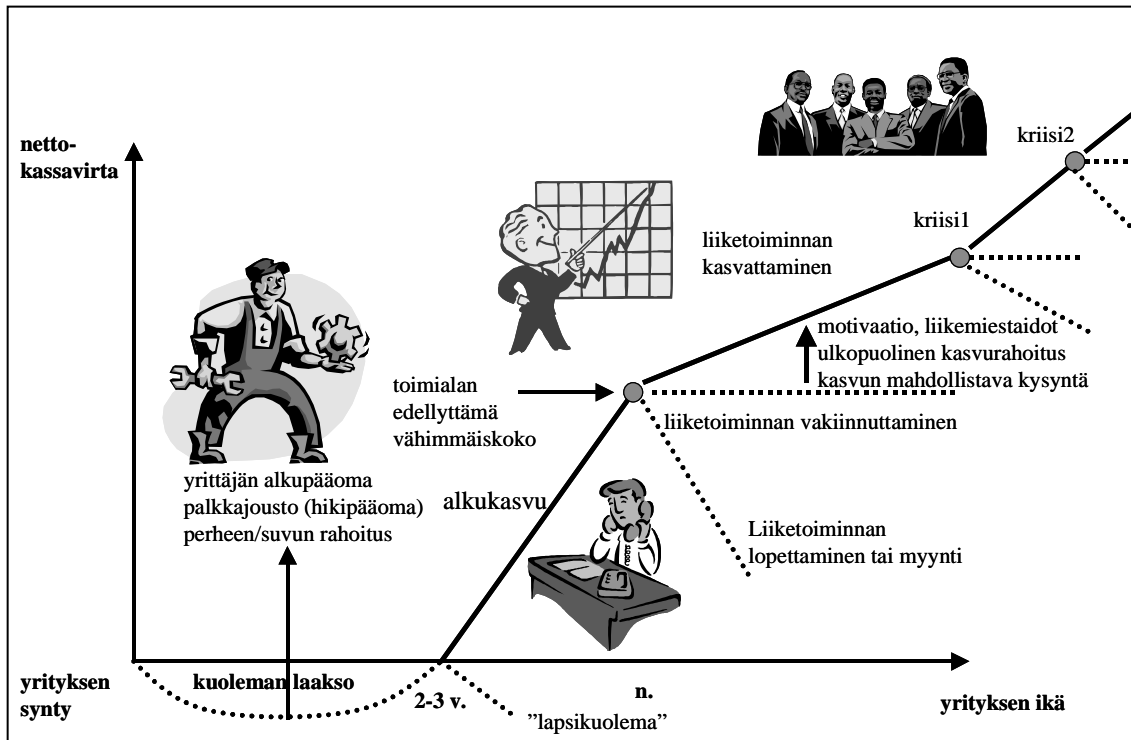 netto-
kassavirta
kriisi2
kriisi1
liiketoiminnan
kasvattaminen
motivaatio, liikemiestaidot
ulkopuolinen kasvurahoitus
kasvun mahdollistava kysyntä
toimialan
edellyttämä
vähimmäiskoko
liiketoiminnan vakiinnuttaminen
yrittäjän alkupääoma
palkkajousto (hikipääoma)
perheen/suvun rahoitus
alkukasvu
Liiketoiminnan
lopettaminen tai myynti
yrityksen
synty
kuoleman laakso
2-3 v.
n.
yrityksen ikä
”lapsikuolema”